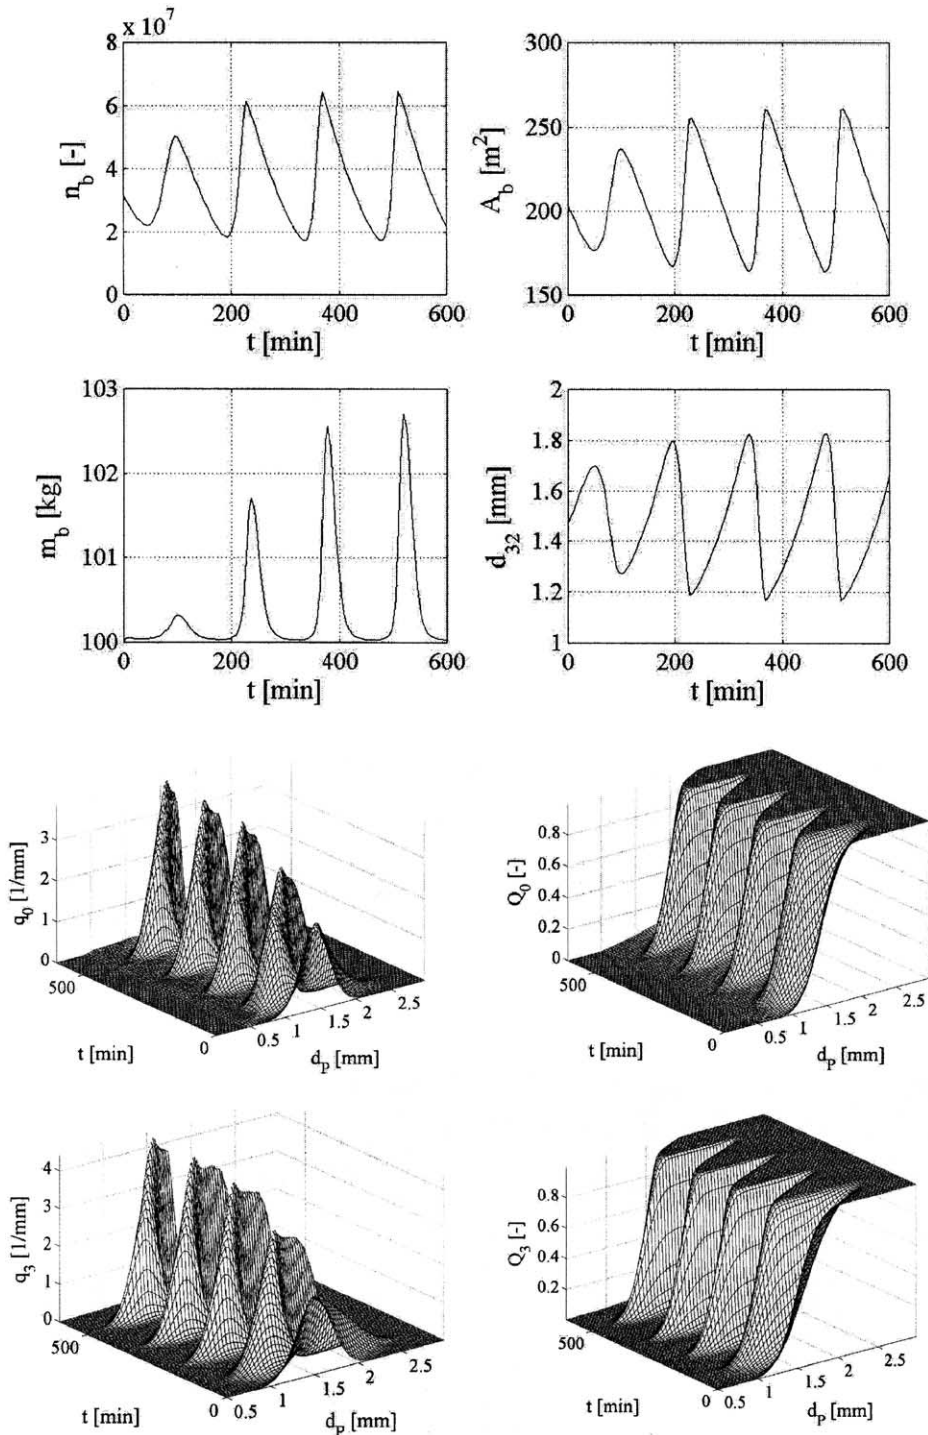 x 10^7
8
6
4
2
0
n_b [-]
0 200 400 600
t [min]
300
250
200
150
A_b [m^2]
0 200 400 600
t [min]
103
102
101
100
m_b [kg]
0 200 400 600
t [min]
2
1.8
1.6
1.4
1.2
1
d_32 [mm]
0 200 400 600
t [min]
3
2
1
0
q_0 [1/mm]
500
0
t [min]
0.5 1 1.5 2 2.5
d_P [mm]
0.8
0.6
0.4
0.2
0
Q_0 [-]
500
0
t [min]
0.5 1 1.5 2 2.5
d_P [mm]
4
3
2
1
0
q_3 [1/mm]
500
0
t [min]
0.5 1 1.5 2 2.5
d_P [mm]
0.8
0.6
0.4
0.2
Q_3 [-]
500
0
t [min]
0.5 1 1.5 2 2.5
d_P [mm]